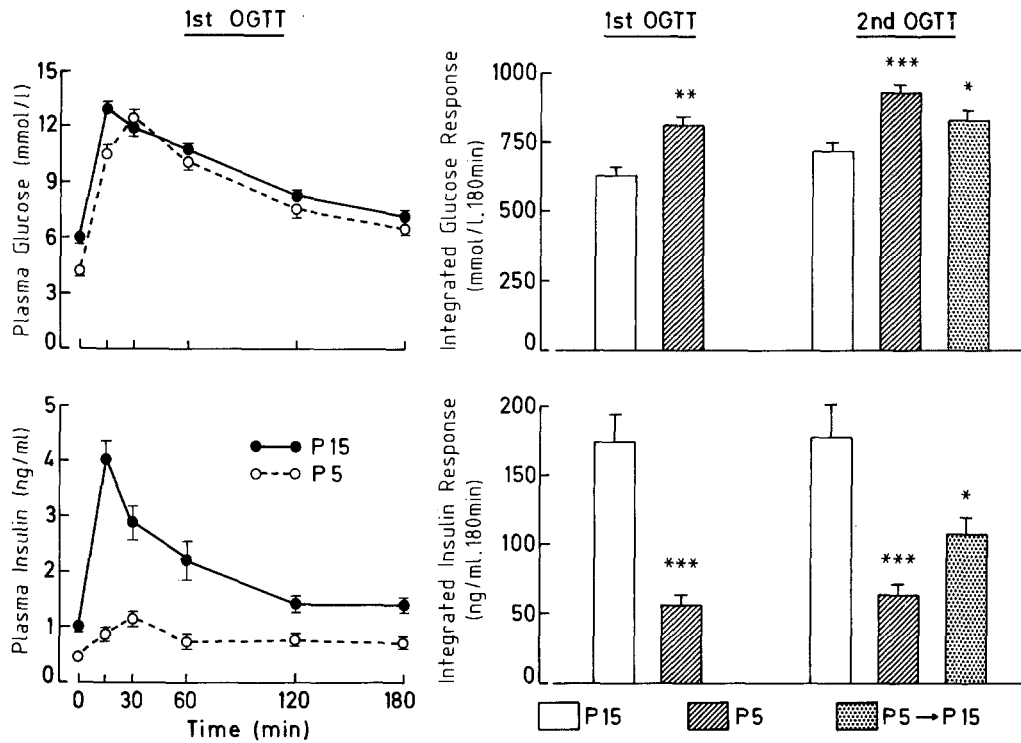 1st OGTT
Plasma Glucose (mmol/l)
15
12
9
6
3
0
1st OGTT
2nd OGTT
Integrated Glucose Response
(mmol/L.180min)
1000
750
500
250
0
**
***
*
Plasma Insulin (ng/ml)
5
4
3
2
1
0
P15
P5
0
30
60
120
180
Time (min)
Integrated Insulin Response
(ng/ml.180min)
200
150
100
50
0
***
***
*
P15
P5
P5 → P15